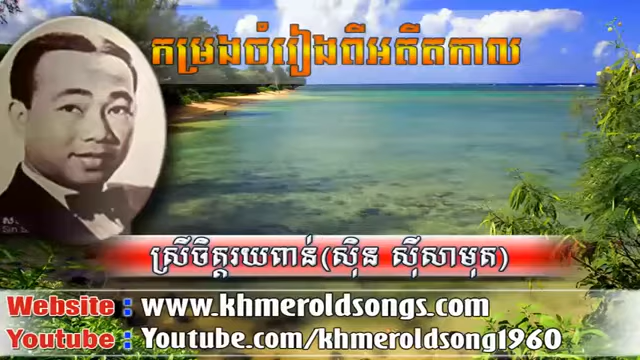 កម្រងចំរៀងពីអតីតកាល
ស្រីចិត្តរយពាន់(ស៊ិន ស៊ីសាមុត)
Website : www.khmeroldsongs.com
Youtube : Youtube.com/khmeroldsong1960